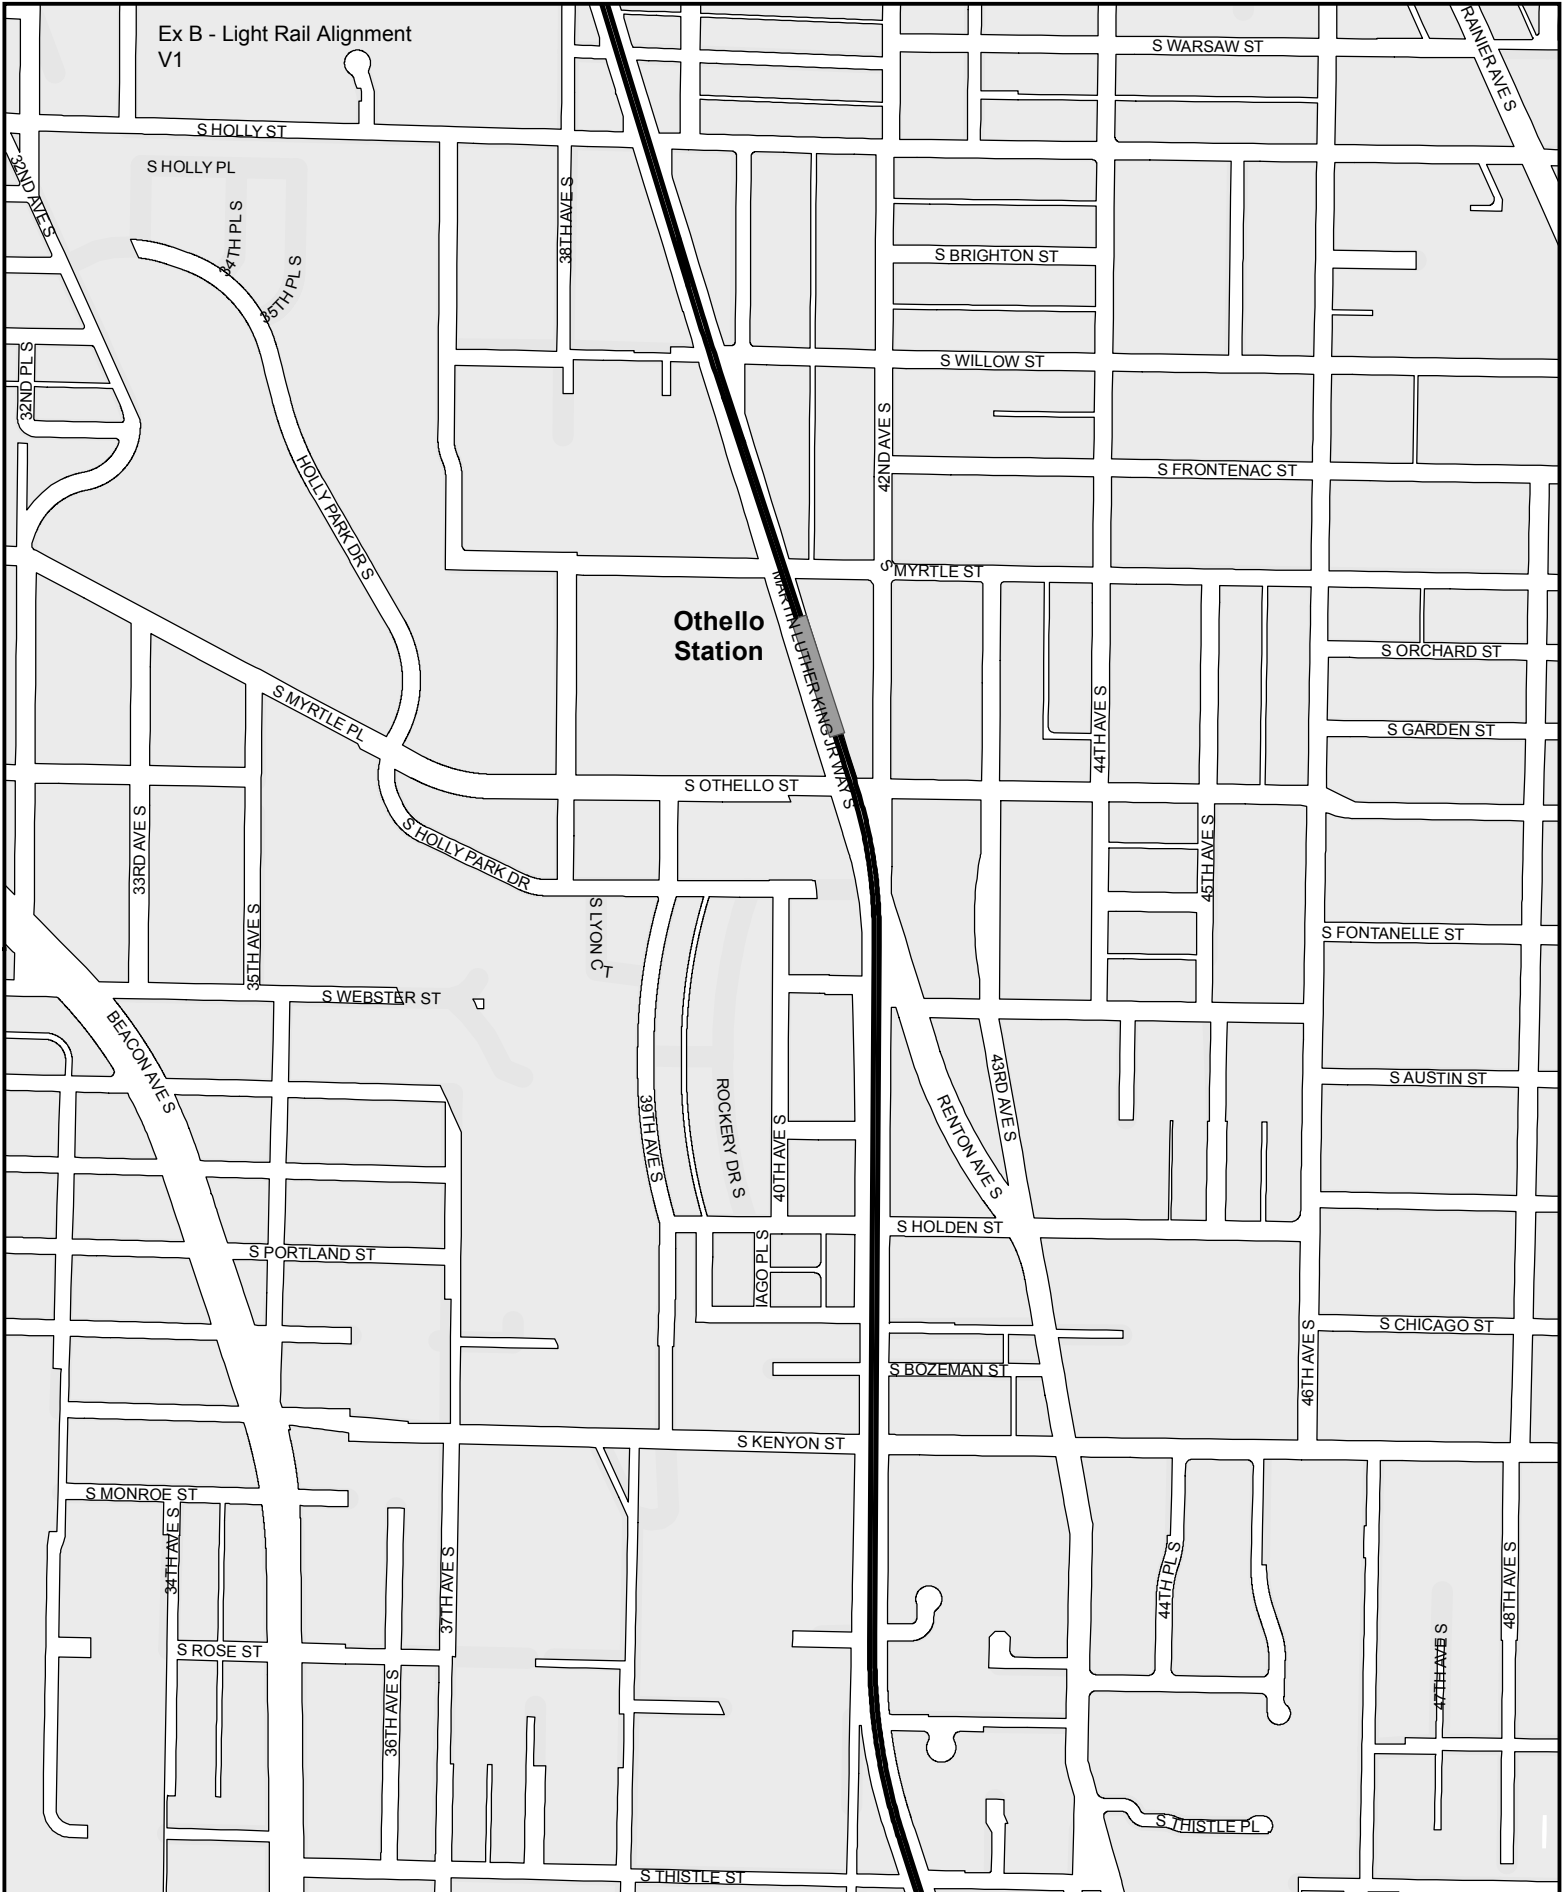 Ex B - Light Rail Alignment
V1
S WARSAW ST
RAINIER AVE S
S HOLLY ST
S HOLLY PL
32ND AVE S
34TH PL S
35TH PL S
38TH AVE S
S BRIGHTON ST
S WILLOW ST
32ND PL S
42ND AVE S
S FRONTENAC ST
HOLLY PARK DR S
S MYRTLE ST
MARTIN LUTHER KING JR WAY S
Othello
Station
S ORCHARD ST
S MYRTLE PL
44TH AVE S
S GARDEN ST
S OTHELLO ST
33RD AVE S
S HOLLY PARK DR
45TH AVE S
35TH AVE S
S LYON CT
S FONTANELLE ST
S WEBSTER ST
BEACON AVE S
43RD AVE S
S AUSTIN ST
39TH AVE S
ROCKERY DR S
40TH AVE S
RENTON AVE S
S HOLDEN ST
S PORTLAND ST
IAGO PL S
S CHICAGO ST
46TH AVE S
S BOZEMAN ST
S KENYON ST
S MONROE ST
34TH AVE S
37TH AVE S
44TH PL S
48TH AVE S
S ROSE ST
47TH AVE S
36TH AVE S
S THISTLE PL
S THISTLE ST